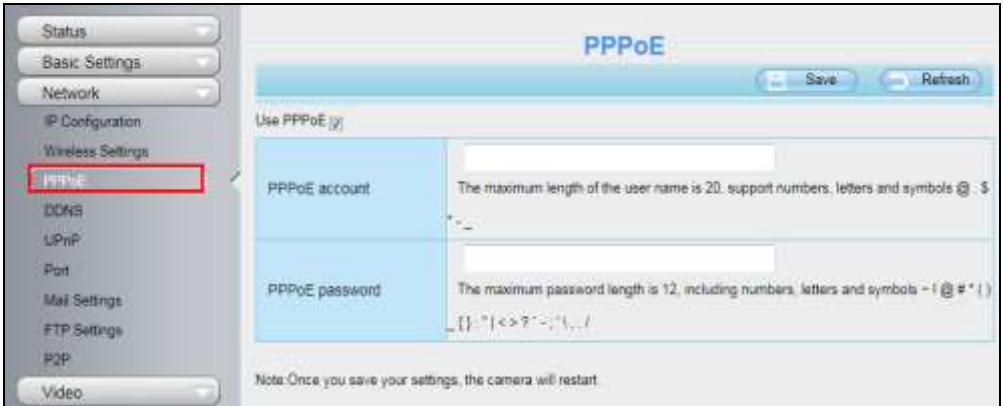 Status
Basic Settings
Network
IP Configuration
Wireless Settings
PPPoE
DDNS
UPnP
Port
Mail Settings
FTP Settings
P2P
Video
PPPoE
Save Refresh
Use PPPoE
PPPoE account
The maximum length of the user name is 20, support numbers, letters and symbols @ . $
* - _
PPPoE password
The maximum password length is 12, including numbers, letters and symbols ~ ! @ # * ( )
_ { } : " | < > ? ` - ; ' \ , . /
Note:Once you save your settings, the camera will restart.